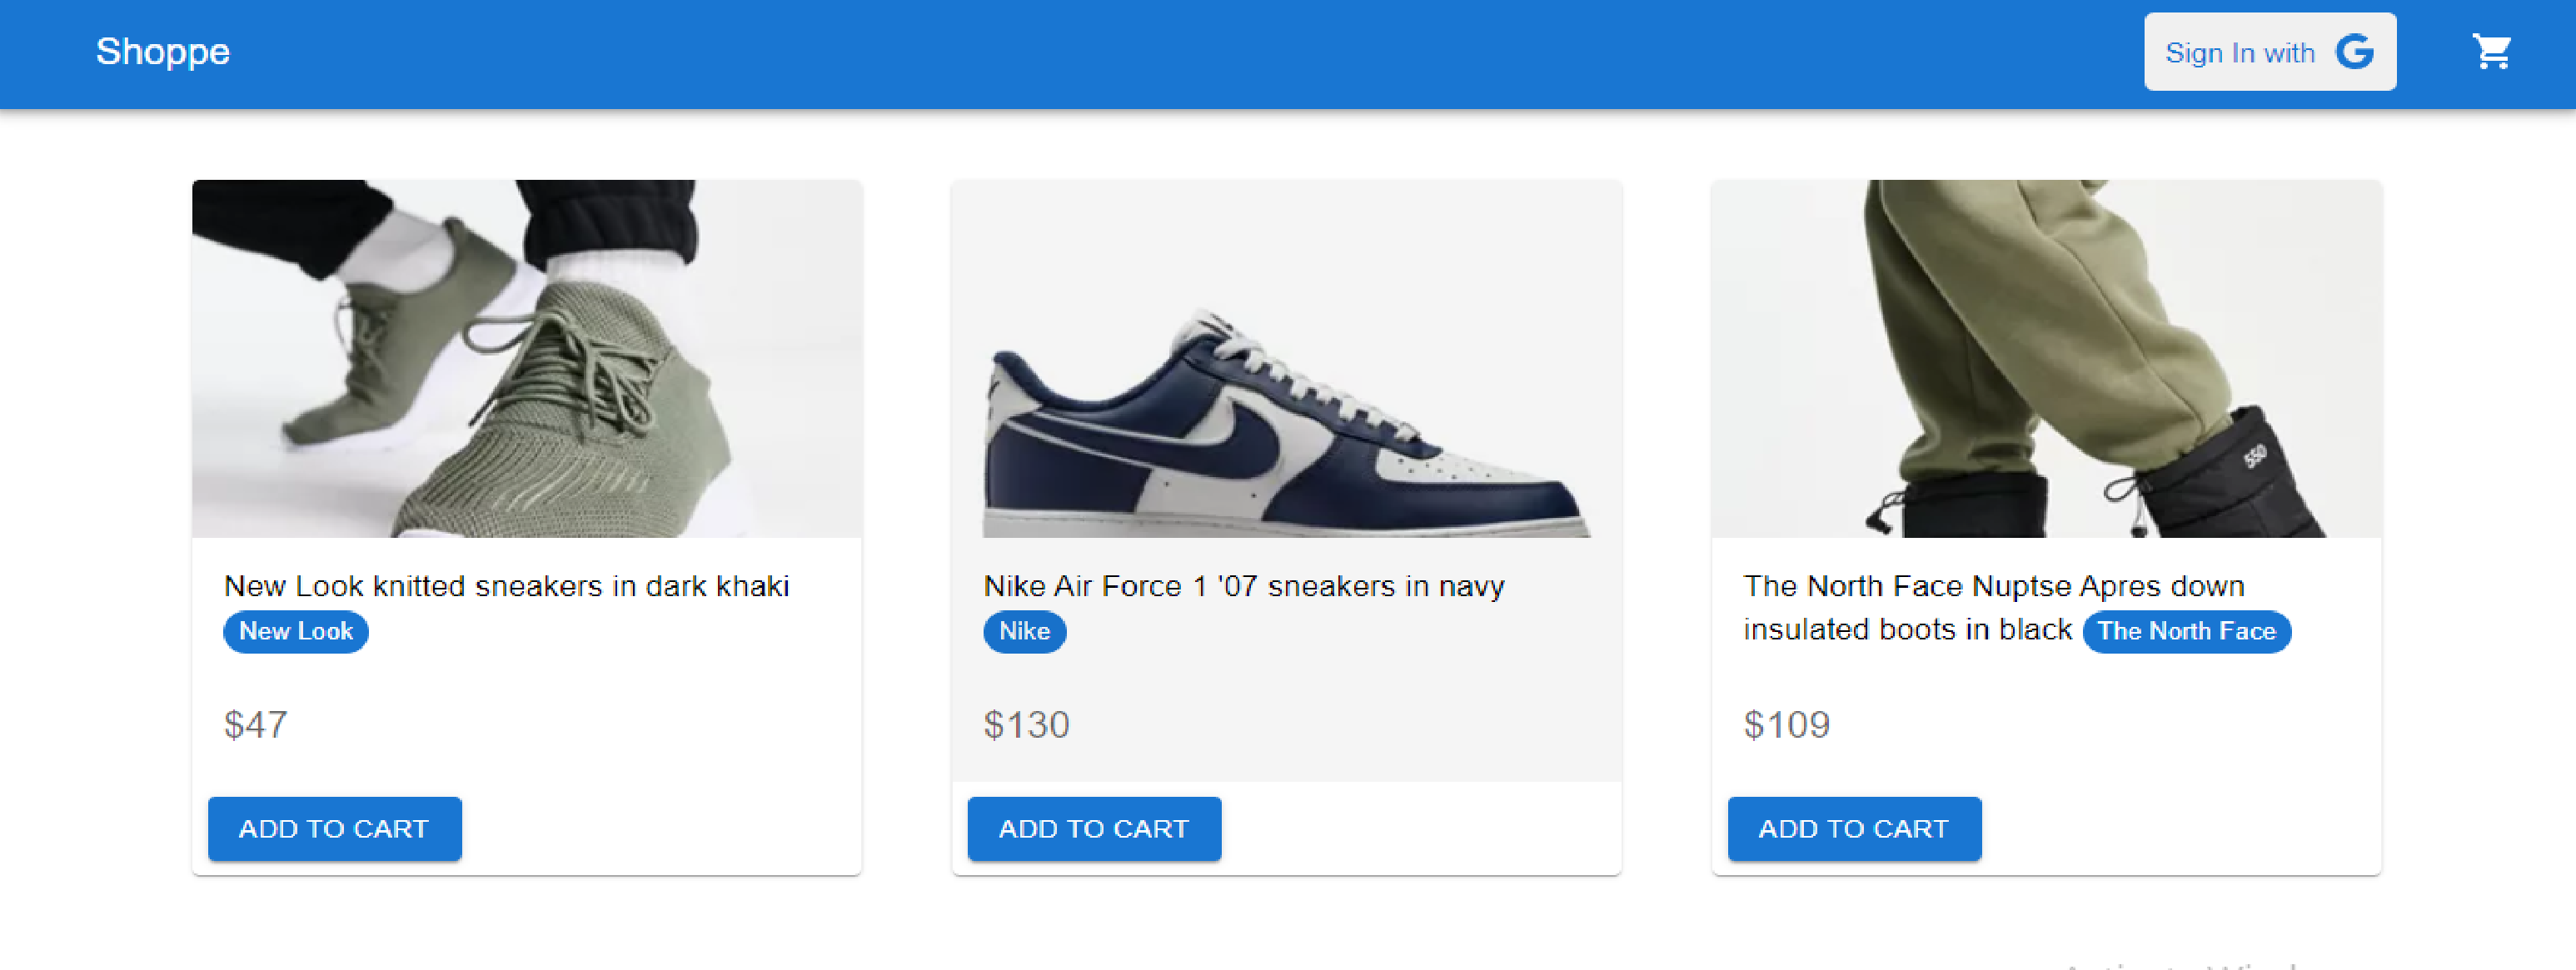 Shoppe
Sign In with G
550
New Look knitted sneakers in dark khaki
New Look
$47
ADD TO CART
Nike Air Force 1 '07 sneakers in navy
Nike
$130
ADD TO CART
The North Face Nuptse Apres down
insulated boots in black The North Face
$109
ADD TO CART